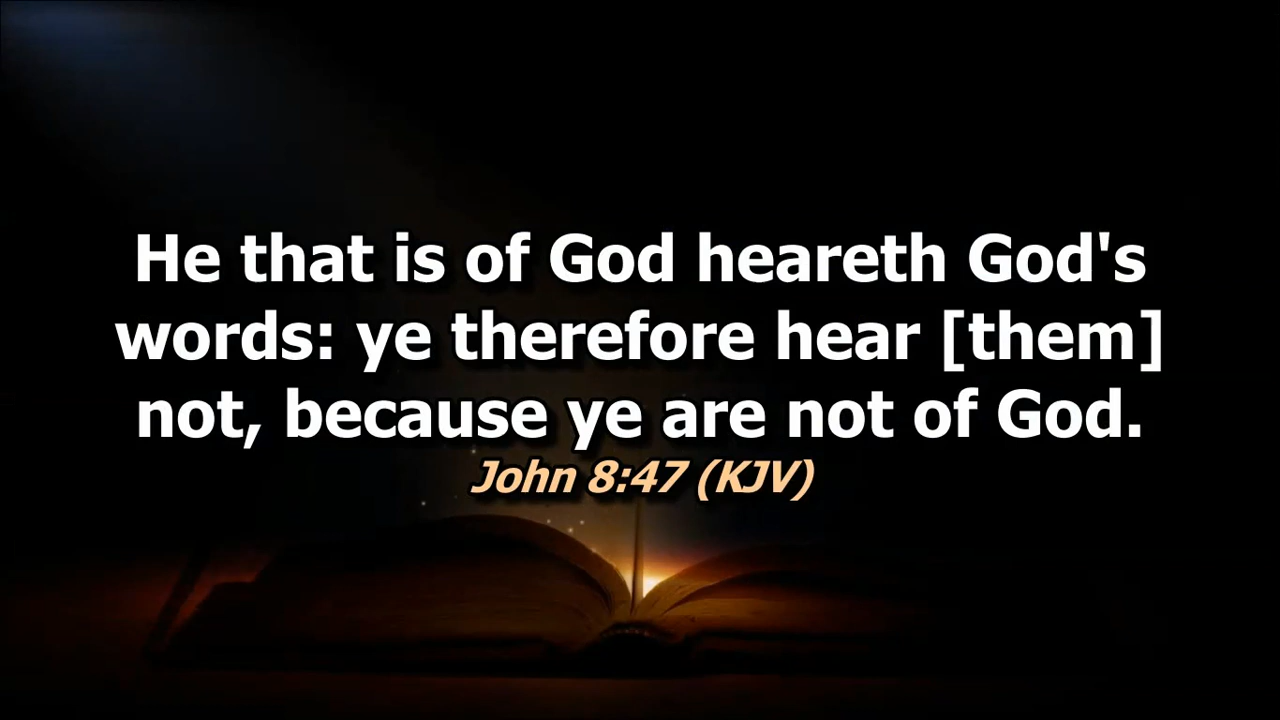 He that is of God heareth God's
words: ye therefore hear [them]
not, because ye are not of God.
John 8:47 (KJV)